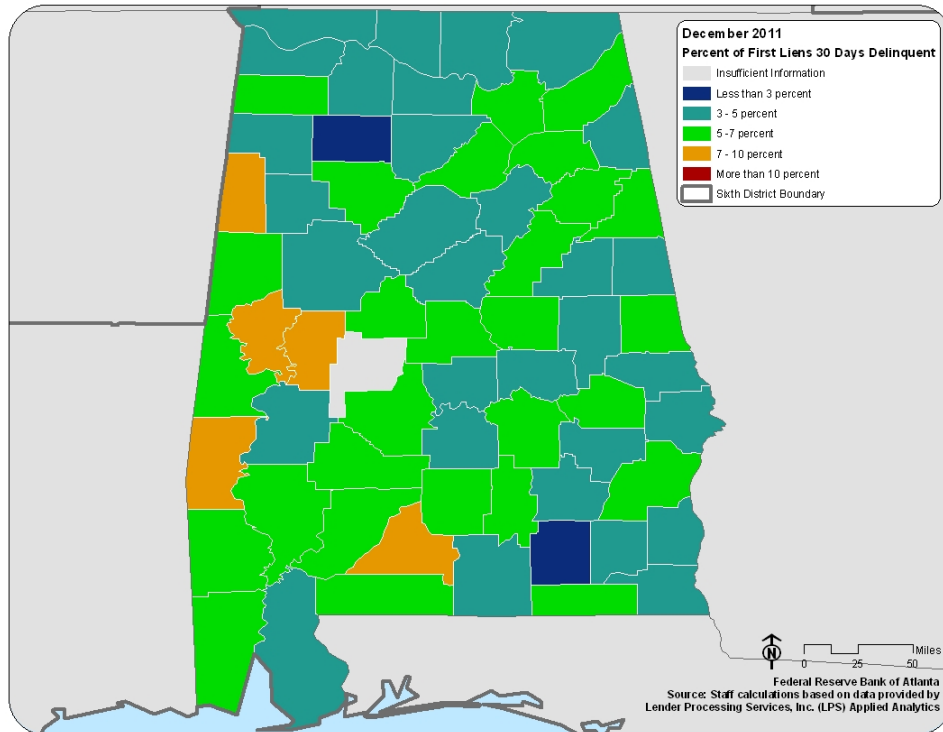 December 2011
Percent of First Liens 30 Days Delinquent
Insufficient Information
Less than 3 percent
3 - 5 percent
5 - 7 percent
7 - 10 percent
More than 10 percent
Sixth District Boundary
N
Miles
0 25 50
Federal Reserve Bank of Atlanta
Source: Staff calculations based on data provided by
Lender Processing Services, Inc. (LPS) Applied Analytics